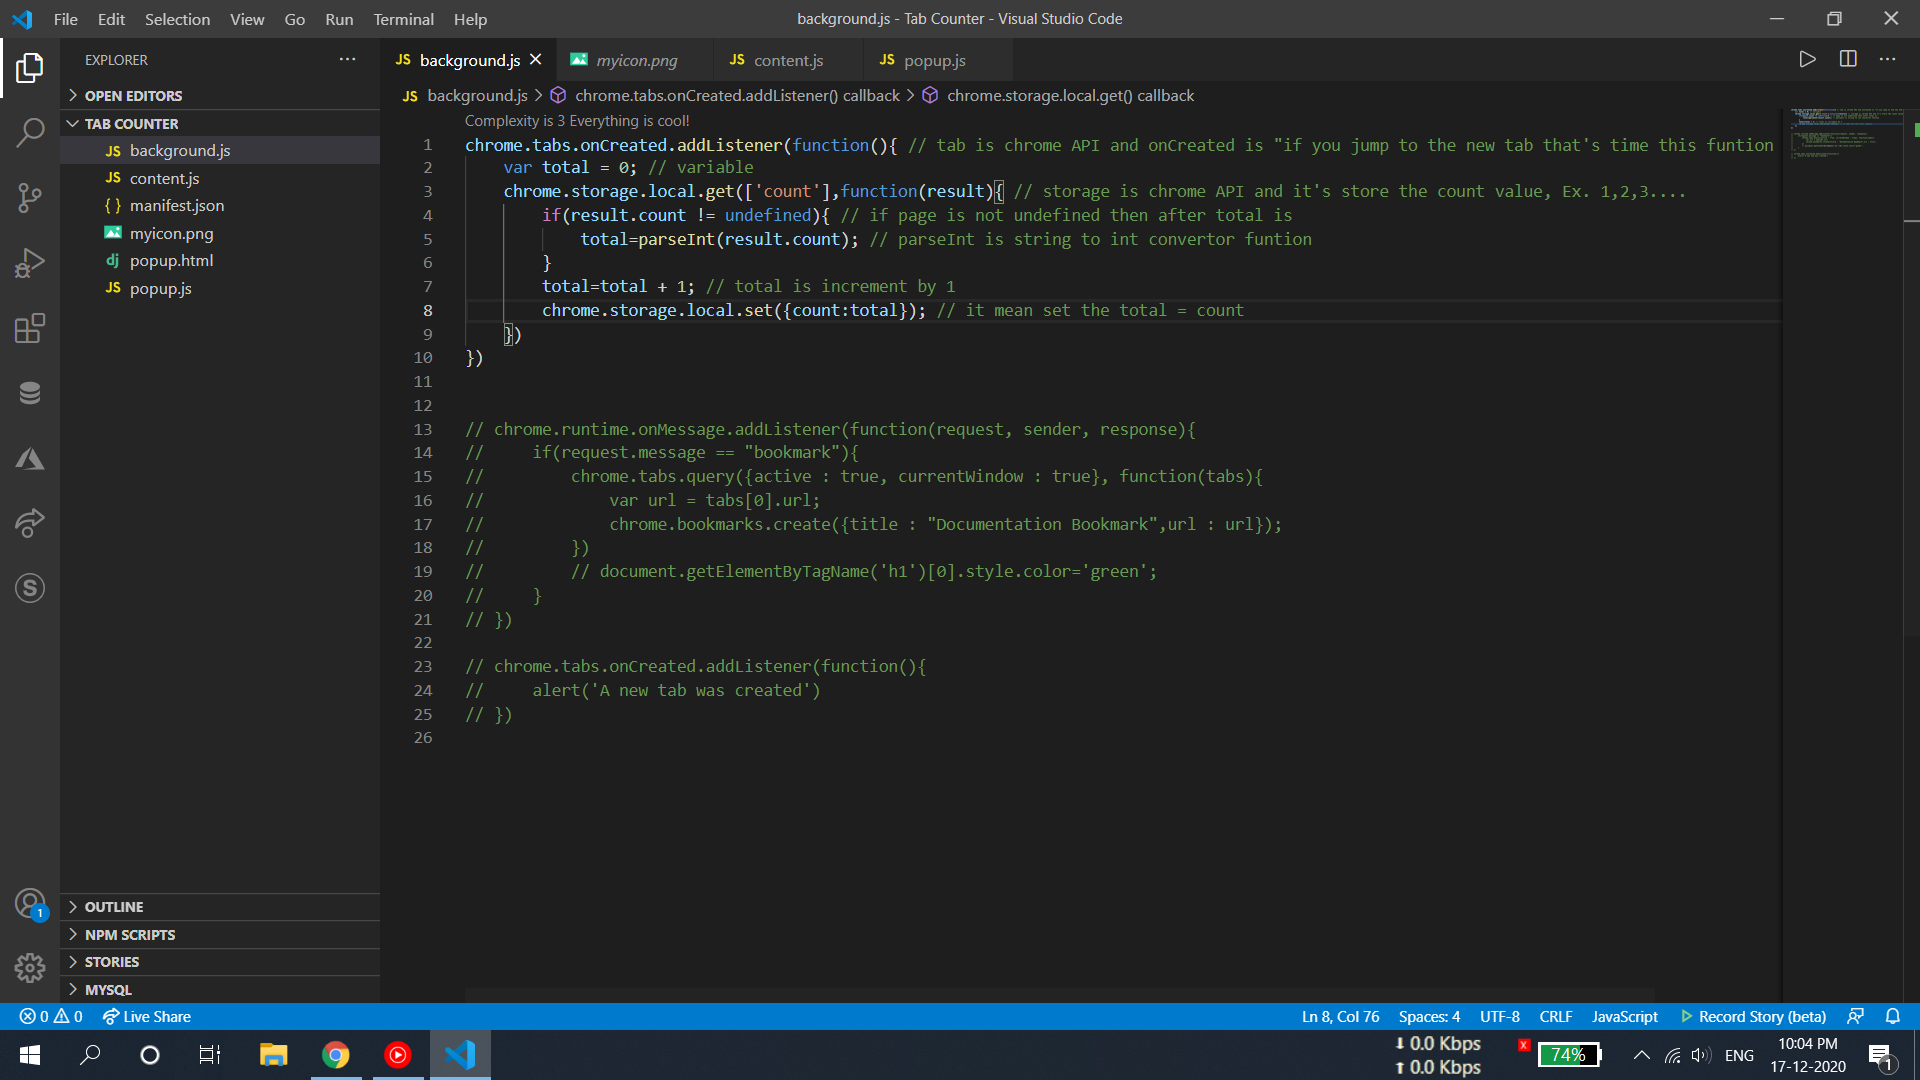 File Edit Selection View Go Run Terminal Help
background.js - Tab Counter - Visual Studio Code
EXPLORER
OPEN EDITORS
TAB COUNTER
JS background.js
JS content.js
{ } manifest.json
myicon.png
dj popup.html
JS popup.js
OUTLINE
NPM SCRIPTS
STORIES
MYSQL
JS background.js
myicon.png
JS content.js
JS popup.js
JS background.js > chrome.tabs.onCreated.addListener() callback > chrome.storage.local.get() callback
Complexity is 3 Everything is cool!
1 chrome.tabs.onCreated.addListener(function(){ // tab is chrome API and onCreated is "if you jump to the new tab that's time this funtion
2 var total = 0; // variable
3 chrome.storage.local.get(['count'],function(result){ // storage is chrome API and it's store the count value, Ex. 1,2,3....
4 if(result.count != undefined){ // if page is not undefined then after total is
5 total=parseInt(result.count); // parseInt is string to int convertor funtion
6 }
7 total=total + 1; // total is increment by 1
8 chrome.storage.local.set({count:total}); // it mean set the total = count
9 })
10 })
11
12
13 // chrome.runtime.onMessage.addListener(function(request, sender, response){
14 // if(request.message == "bookmark"){
15 // chrome.tabs.query({active : true, currentWindow : true}, function(tabs){
16 // var url = tabs[0].url;
17 // chrome.bookmarks.create({title : "Documentation Bookmark",url : url});
18 // })
19 // // document.getElementByTagName('h1')[0].style.color='green';
20 // }
21 // })
22
23 // chrome.tabs.onCreated.addListener(function(){
24 // alert('A new tab was created')
25 // })
26
1
0 0 Live Share
Ln 8, Col 76 Spaces: 4 UTF-8 CRLF JavaScript Record Story (beta)
0.0 Kbps
0.0 Kbps
74%
ENG
10:04 PM
17-12-2020
1